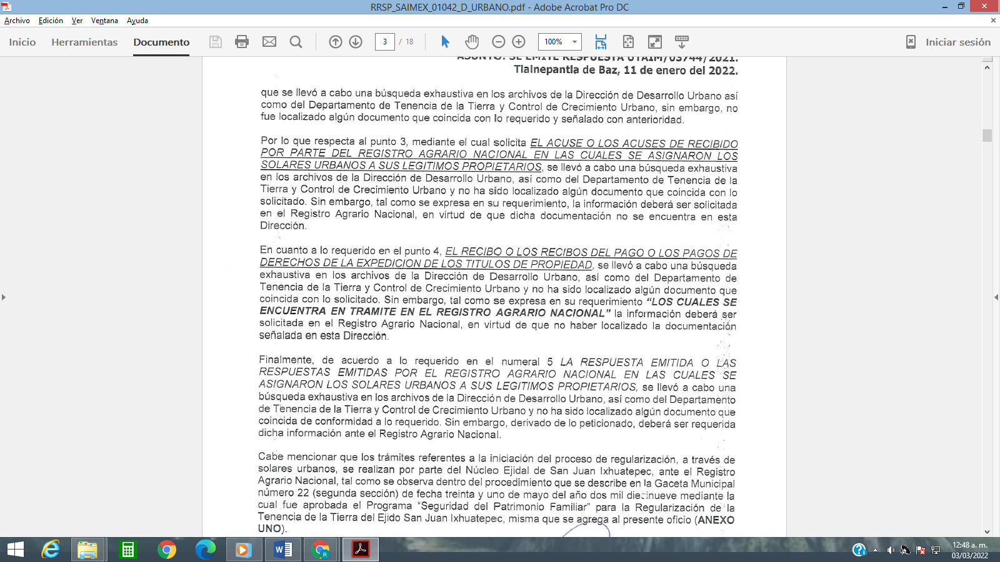 RRSP_SAIMEX_01042_D_URBANO.pdf - Adobe Acrobat Pro DC
Archivo Edición Ver Ventana Ayuda
Inicio Herramientas Documento 3 / 18 100% Iniciar sesión
ASUNTO: SE EMITE RESPUESTA UTAIM/03744/2021.
Tlalnepantla de Baz, 11 de enero del 2022.
que se llevó a cabo una búsqueda exhaustiva en los archivos de la Dirección de Desarrollo Urbano así
como del Departamento de Tenencia de la Tierra y Control de Crecimiento Urbano, sin embargo, no
fue localizado algún documento que coincida con lo requerido y señalado con anterioridad.
Por lo que respecta al punto 3, mediante el cual solicita EL ACUSE O LOS ACUSES DE RECIBIDO
POR PARTE DEL REGISTRO AGRARIO NACIONAL EN LAS CUALES SE ASIGNARON LOS
SOLARES URBANOS A SUS LEGITIMOS PROPIETARIOS, se llevó a cabo una búsqueda exhaustiva
en los archivos de la Dirección de Desarrollo Urbano, así como del Departamento de Tenencia de la
Tierra y Control de Crecimiento Urbano y no ha sido localizado algún documento que coincida con lo
solicitado. Sin embargo, tal como se expresa en su requerimiento, la información deberá ser solicitada
en el Registro Agrario Nacional, en virtud de que dicha documentación no se encuentra en esta
Dirección.
En cuanto a lo requerido en el punto 4, EL RECIBO O LOS RECIBOS DEL PAGO O LOS PAGOS DE
DERECHOS DE LA EXPEDICION DE LOS TITULOS DE PROPIEDAD, se llevó a cabo una búsqueda
exhaustiva en los archivos de la Dirección de Desarrollo Urbano, así como del Departamento de
Tenencia de la Tierra y Control de Crecimiento Urbano y no ha sido localizado algún documento que
coincida con lo solicitado. Sin embargo, tal como se expresa en su requerimiento “LOS CUALES SE
ENCUENTRA EN TRAMITE EN EL REGISTRO AGRARIO NACIONAL” la información deberá ser
solicitada en el Registro Agrario Nacional, en virtud de que no haber localizado la documentación
señalada en esta Dirección.
Finalmente, de acuerdo a lo requerido en el numeral 5 LA RESPUESTA EMITIDA O LAS
RESPUESTAS EMITIDAS POR EL REGISTRO AGRARIO NACIONAL EN LAS CUALES SE
ASIGNARON LOS SOLARES URBANOS A SUS LEGITIMOS PROPIETARIOS, se llevó a cabo una
búsqueda exhaustiva en los archivos de la Dirección de Desarrollo Urbano, así como del Departamento
de Tenencia de la Tierra y Control de Crecimiento Urbano y no ha sido localizado algún documento que
coincida de conformidad a lo requerido. Sin embargo, derivado de lo peticionado, deberá ser requerida
dicha información ante el Registro Agrario Nacional.
Cabe mencionar que los trámites referentes a la iniciación del proceso de regularización, a través de
solares urbanos, se realizan por parte del Núcleo Ejidal de San Juan Ixhuatepec, ante el Registro
Agrario Nacional, tal como se observa dentro del procedimiento que se describe en la Gaceta Municipal
número 22 (segunda sección) de fecha treinta y uno de mayo del año dos mil diecinueve mediante la
cual fue aprobada el Programa “Seguridad del Patrimonio Familiar” para la Regularización de la
Tenencia de la Tierra del Ejido San Juan Ixhuatepec, misma que se agrega al presente oficio (ANEXO
UNO).
12:48 a. m.
03/03/2022